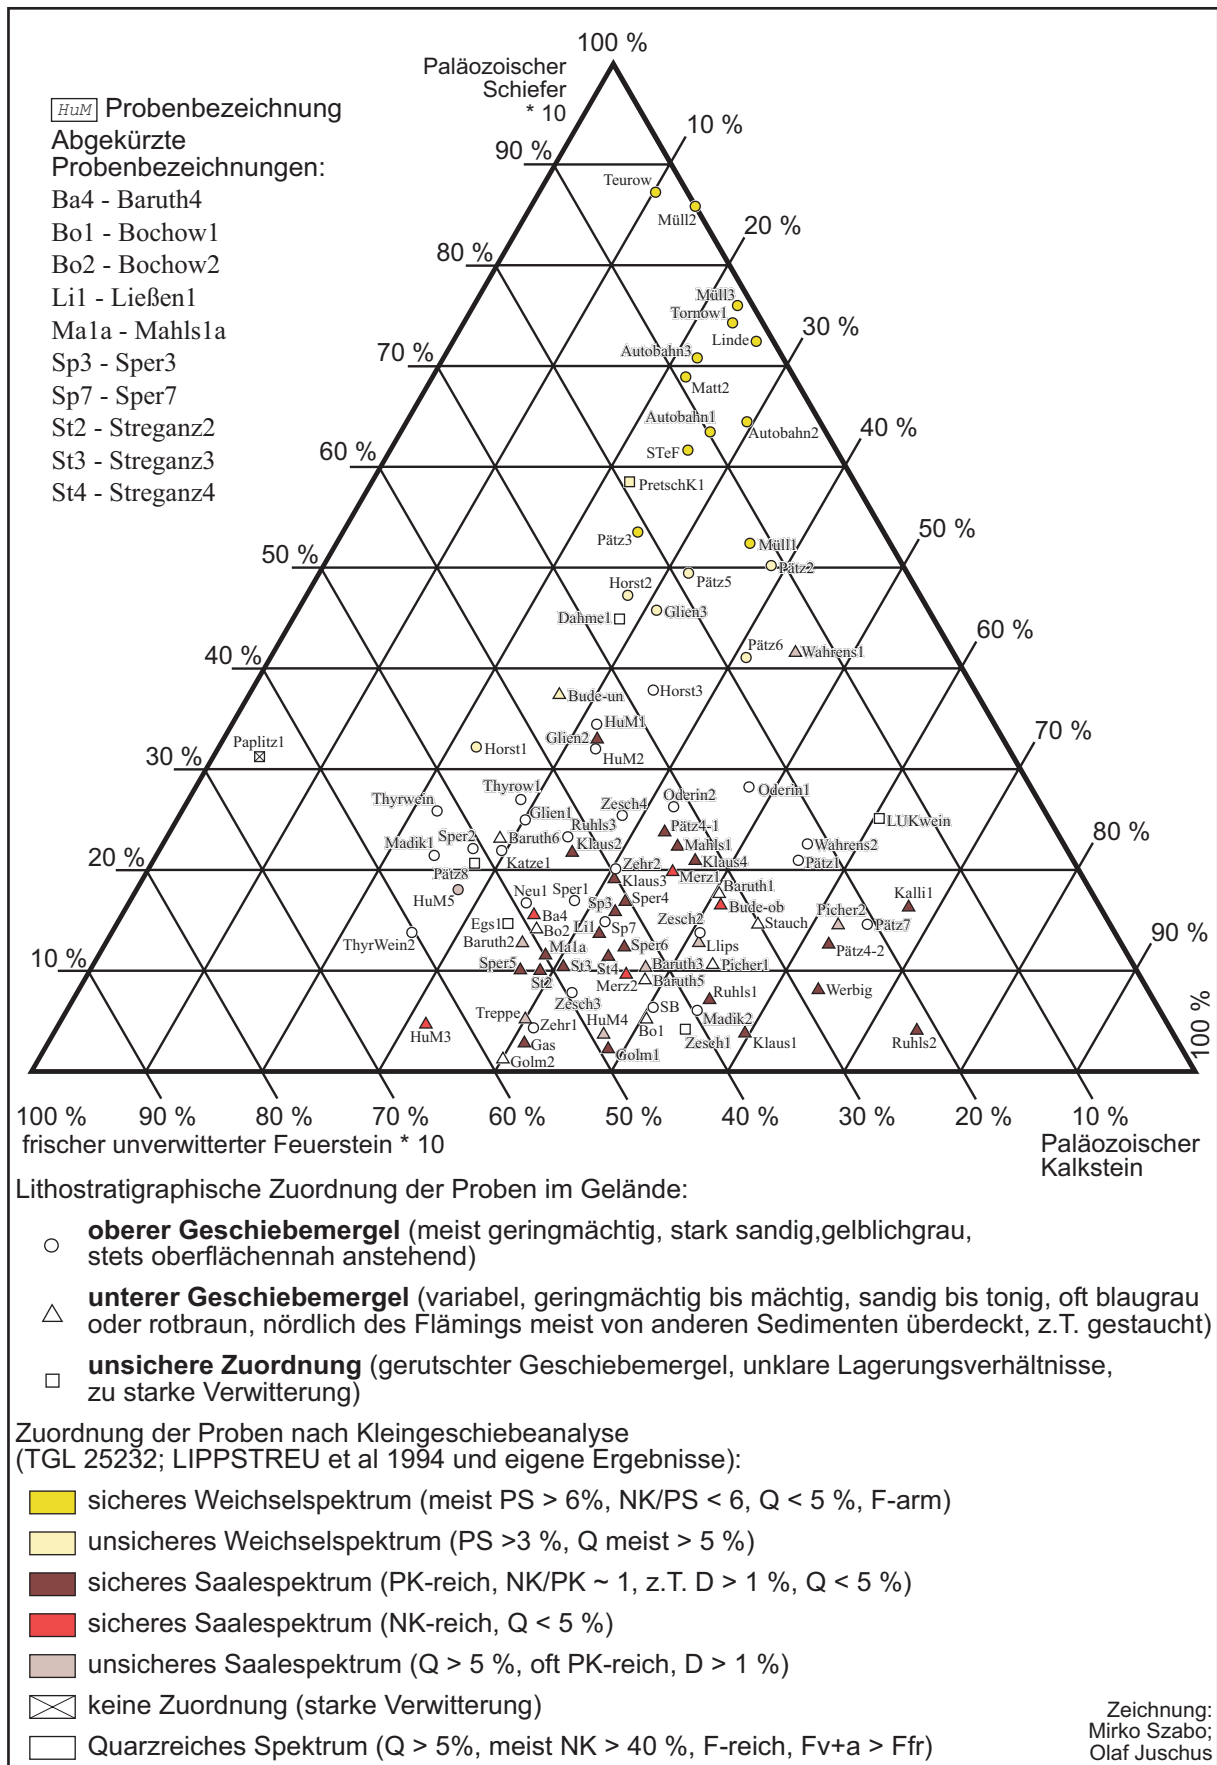 100 %
Paläozoischer
Schiefer
* 10
HuM Probenbezeichnung
Abgekürzte
Probenbezeichnungen:
Ba4 - Baruth4
Bo1 - Bochow1
Bo2 - Bochow2
Li1 - Ließen1
Ma1a - Mahls1a
Sp3 - Sper3
Sp7 - Sper7
St2 - Streganz2
St3 - Streganz3
St4 - Streganz4
10 %
90 %
Teurow
Müll2
20 %
80 %
Müll3
Tornow1
30 %
Linde
Autobahn3
70 %
Matt2
Autobahn1
40 %
Autobahn2
STeF
60 %
PretschK1
50 %
Pätz3
Müll1
50 %
Pätz2
Pätz5
Horst2
Glien3
Dahme1
60 %
Pätz6
Wahrens1
40 %
Horst3
Bude-un
HuM1
70 %
Glien2
Paplitz1
Horst1
HuM2
30 %
Thyrow1
Oderin1
Thyrwein
Oderin2
Zesch4
Glien1
LUKwein
Ruhls3
Pätz4-1
80 %
Sper2
Baruth6
Madik1
Klaus2
Mahls1
Wahrens2
Katze1
Klaus4
Pätz1
20 %
Zehr2
Pätz8
Merz1
Klaus3
Baruth1
HuM5
Neu1
Sper1
Sper4
Kalli1
Sp3
Bude-ob
Ba4
Picher2
Egs1
Zesch2
Stauch
Pätz7
Li1
Sp7
Bo2
90 %
ThyrWein2
Baruth2
Llips
Ma1a
Sper6
Pätz4-2
10 %
Sper5
St3
St4
Baruth3
Picher1
St2
Merz2
Baruth5
Werbig
Zesch3
Ruhls1
SB
Treppe
HuM4
Madik2
100 %
HuM3
Zehr1
Bo1
Gas
Zesch1
Klaus1
Ruhls2
Golm2
Golm1
100 %
90 %
80 %
70 %
60 %
50 %
40 %
30 %
20 %
10 %
frischer unverwitterter Feuerstein * 10
Paläozoischer
Kalkstein
Lithostratigraphische Zuordnung der Proben im Gelände:
oberer Geschiebemergel (meist geringmächtig, stark sandig,gelblichgrau,
stets oberflächennah anstehend)
unterer Geschiebemergel (variabel, geringmächtig bis mächtig, sandig bis tonig, oft blaugrau
oder rotbraun, nördlich des Flämings meist von anderen Sedimenten überdeckt, z.T. gestaucht)
unsichere Zuordnung (gerutschter Geschiebemergel, unklare Lagerungsverhältnisse,
zu starke Verwitterung)
Zuordnung der Proben nach Kleingeschiebeanalyse
(TGL 25232; LIPPSTREU et al 1994 und eigene Ergebnisse):
sicheres Weichselspektrum (meist PS > 6%, NK/PS < 6, Q < 5 %, F-arm)
unsicheres Weichselspektrum (PS >3 %, Q meist > 5 %)
sicheres Saalespektrum (PK-reich, NK/PK ~ 1, z.T. D > 1 %, Q < 5 %)
sicheres Saalespektrum (NK-reich, Q < 5 %)
unsicheres Saalespektrum (Q > 5 %, oft PK-reich, D > 1 %)
keine Zuordnung (starke Verwitterung)
Quarzreiches Spektrum (Q > 5%, meist NK > 40 %, F-reich, Fv+a > Ffr)
Zeichnung:
Mirko Szabo;
Olaf Juschus